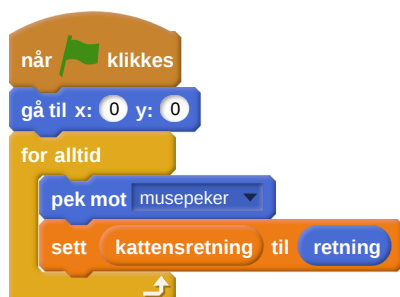 når klikkes
gå til x: 0 y: 0
for alltid
pek mot musepeker
sett kattensretning til retning